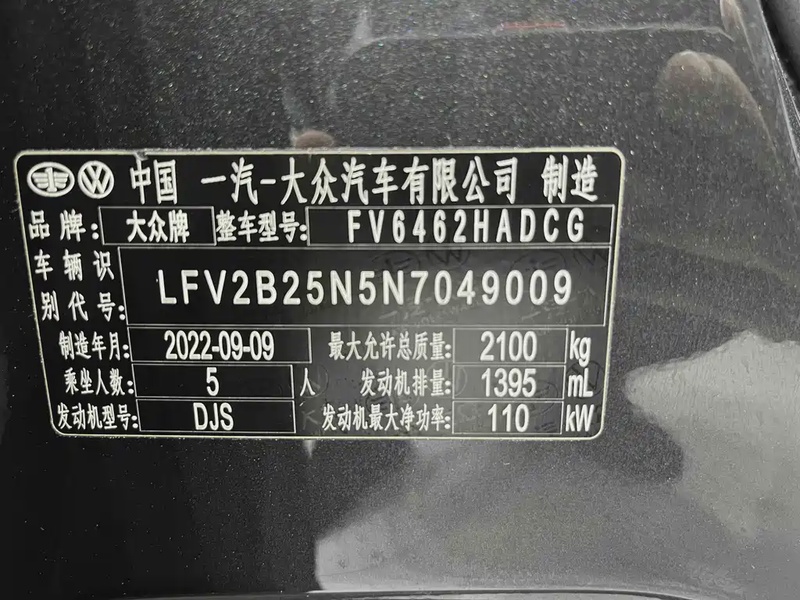 中国 一汽-大众汽车有限公司 制造
品牌: 大众牌 整车型号: FV6462HADCG
车辆识别代号: LFV2B25N5N7049009
制造年月: 2022-09-09 最大允许总质量: 2100 kg
乘坐人数: 5 人 发动机排量: 1395 mL
发动机型号: DJS 发动机最大净功率: 110 kW